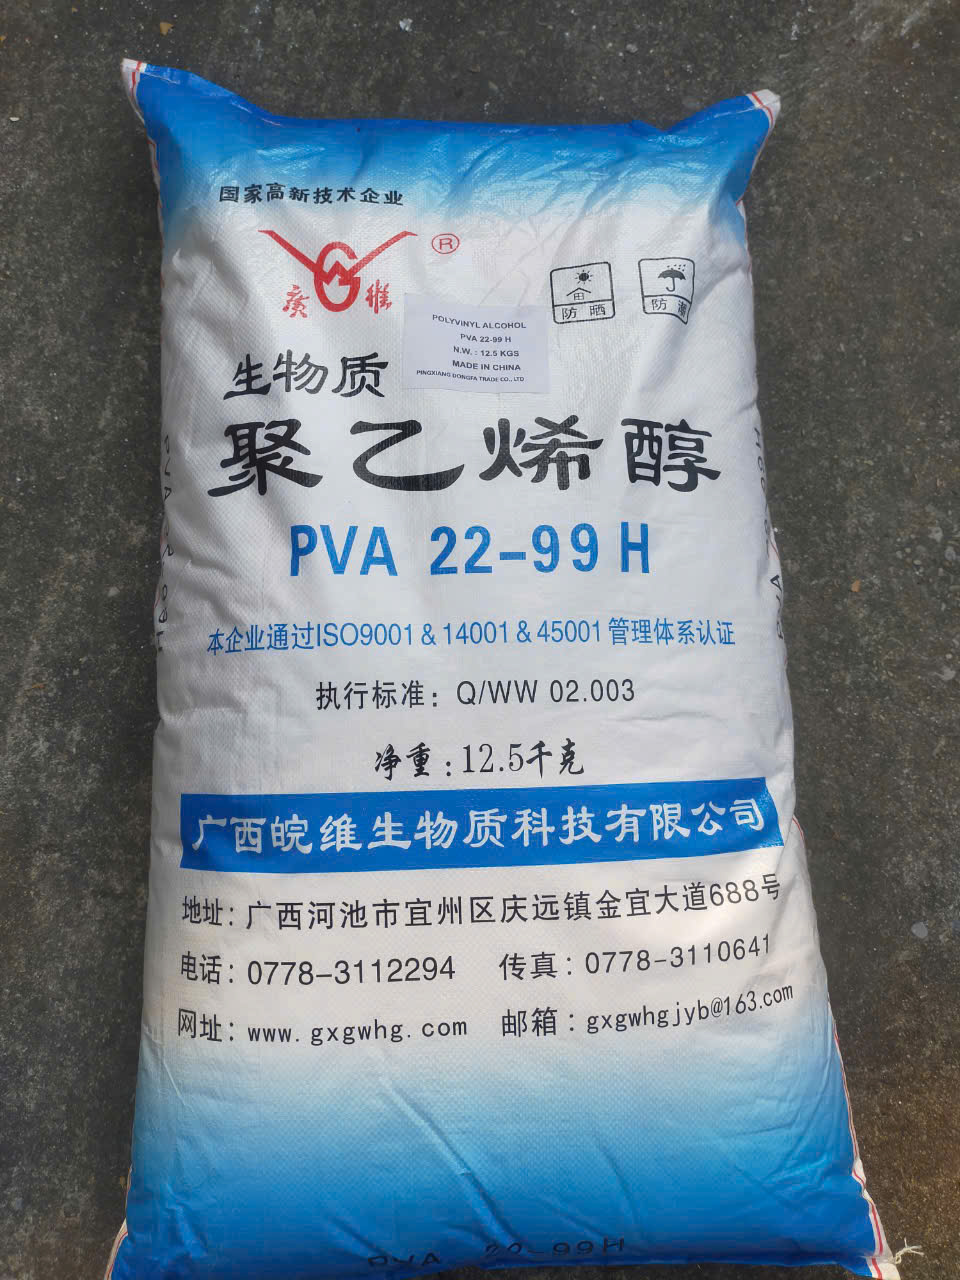 国家高新技术企业
®
廣維
防晒
防潮
POLYVINYL ALCOHOL
PVA 22-99 H
N.W. : 12.5 KGS
MADE IN CHINA
PINGXIANG DONGFA TRADE CO., LTD
生物质
聚乙烯醇
PVA 22-99H
本企业通过ISO9001 & 14001 & 45001 管理体系认证
执行标准: Q/WW 02.003
净重:12.5千克
广西皖维生物质科技有限公司
地址: 广西河池市宜州区庆远镇金宜大道688号
电话: 0778-3112294 传真: 0778-3110641
网址: www.gxgwhg.com 邮箱: gxgwhgjyb@163.com
PVA 22-99H